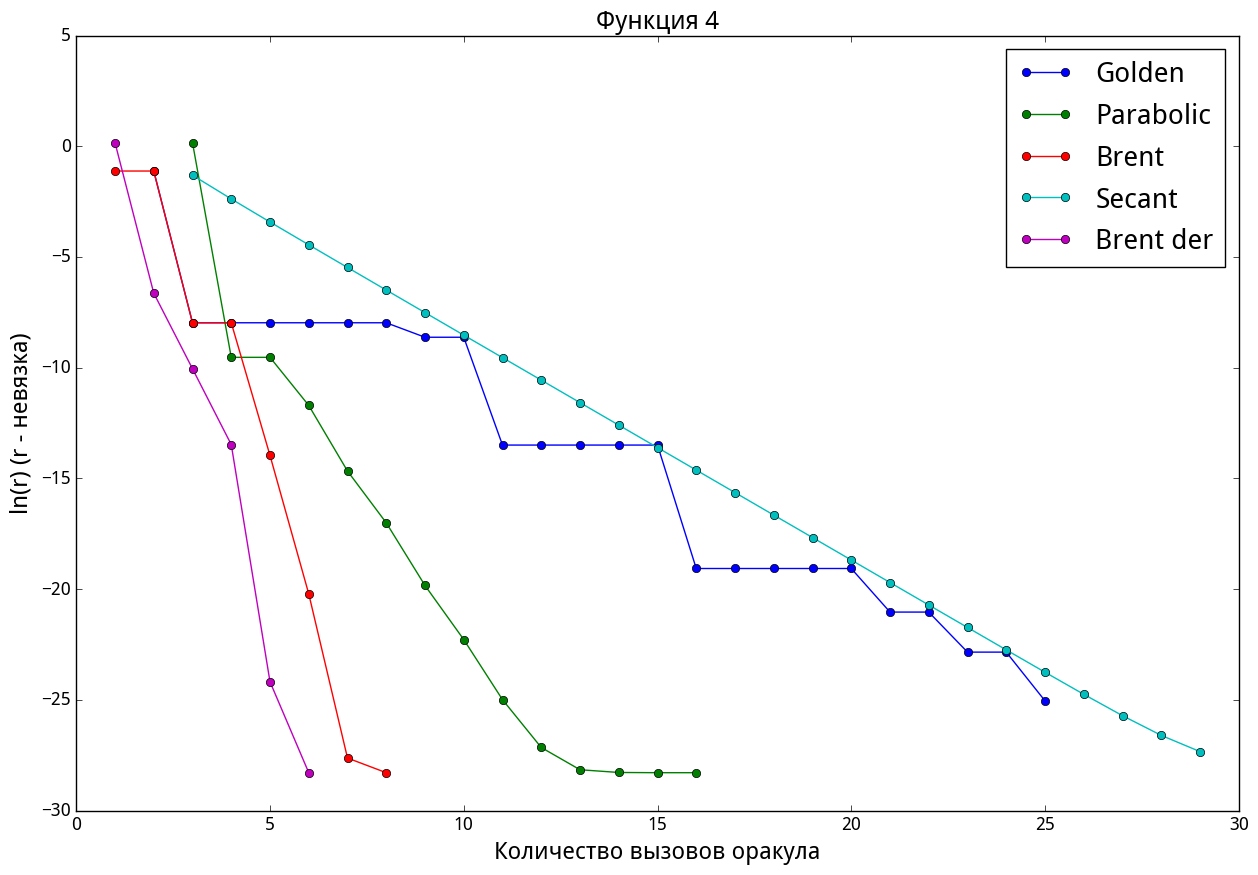 Функция 4
5
0
−5
−10
−15
−20
−25
−30
ln(r) (r - невязка)
0
5
10
15
20
25
30
Количество вызовов оракула
Golden
Parabolic
Brent
Secant
Brent der